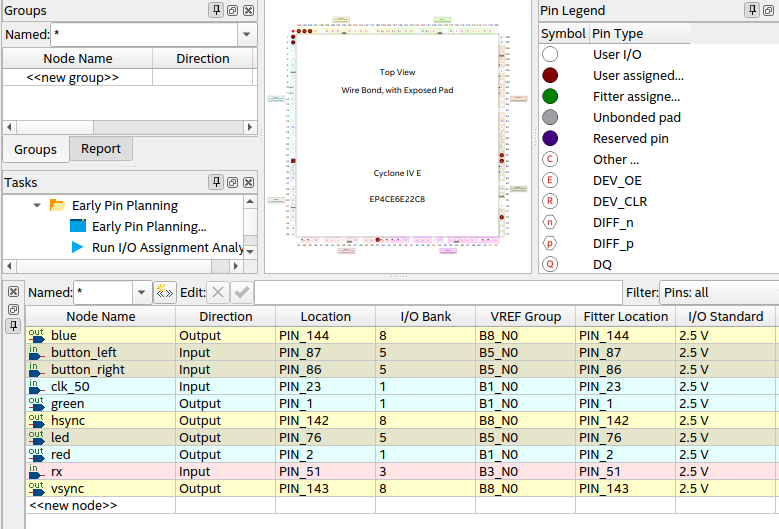 Groups
Named: *
Node Name Direction
<<new group>>
Groups Report
Tasks
Early Pin Planning
Early Pin Planning...
Run I/O Assignment Analy
Top View
Wire Bond, with Exposed Pad
Cyclone IV E
EP4CE6E22C8
Pin Legend
Symbol Pin Type
User I/O
User assigned...
Fitter assigne...
Unbonded pad
Reserved pin
C Other ...
E DEV_OE
R DEV_CLR
n DIFF_n
p DIFF_p
Q DQ
Named: * «» Edit: Filter: Pins: all
Node Name Direction Location I/O Bank VREF Group Fitter Location I/O Standard
out blue Output PIN_144 8 B8_N0 PIN_144 2.5 V
in button_left Input PIN_87 5 B5_N0 PIN_87 2.5 V
in button_right Input PIN_86 5 B5_N0 PIN_86 2.5 V
in clk_50 Input PIN_23 1 B1_N0 PIN_23 2.5 V
out green Output PIN_1 1 B1_N0 PIN_1 2.5 V
out hsync Output PIN_142 8 B8_N0 PIN_142 2.5 V
out led Output PIN_76 5 B5_N0 PIN_76 2.5 V
out red Output PIN_2 1 B1_N0 PIN_2 2.5 V
in rx Input PIN_51 3 B3_N0 PIN_51 2.5 V
out vsync Output PIN_143 8 B8_N0 PIN_143 2.5 V
<<new node>>